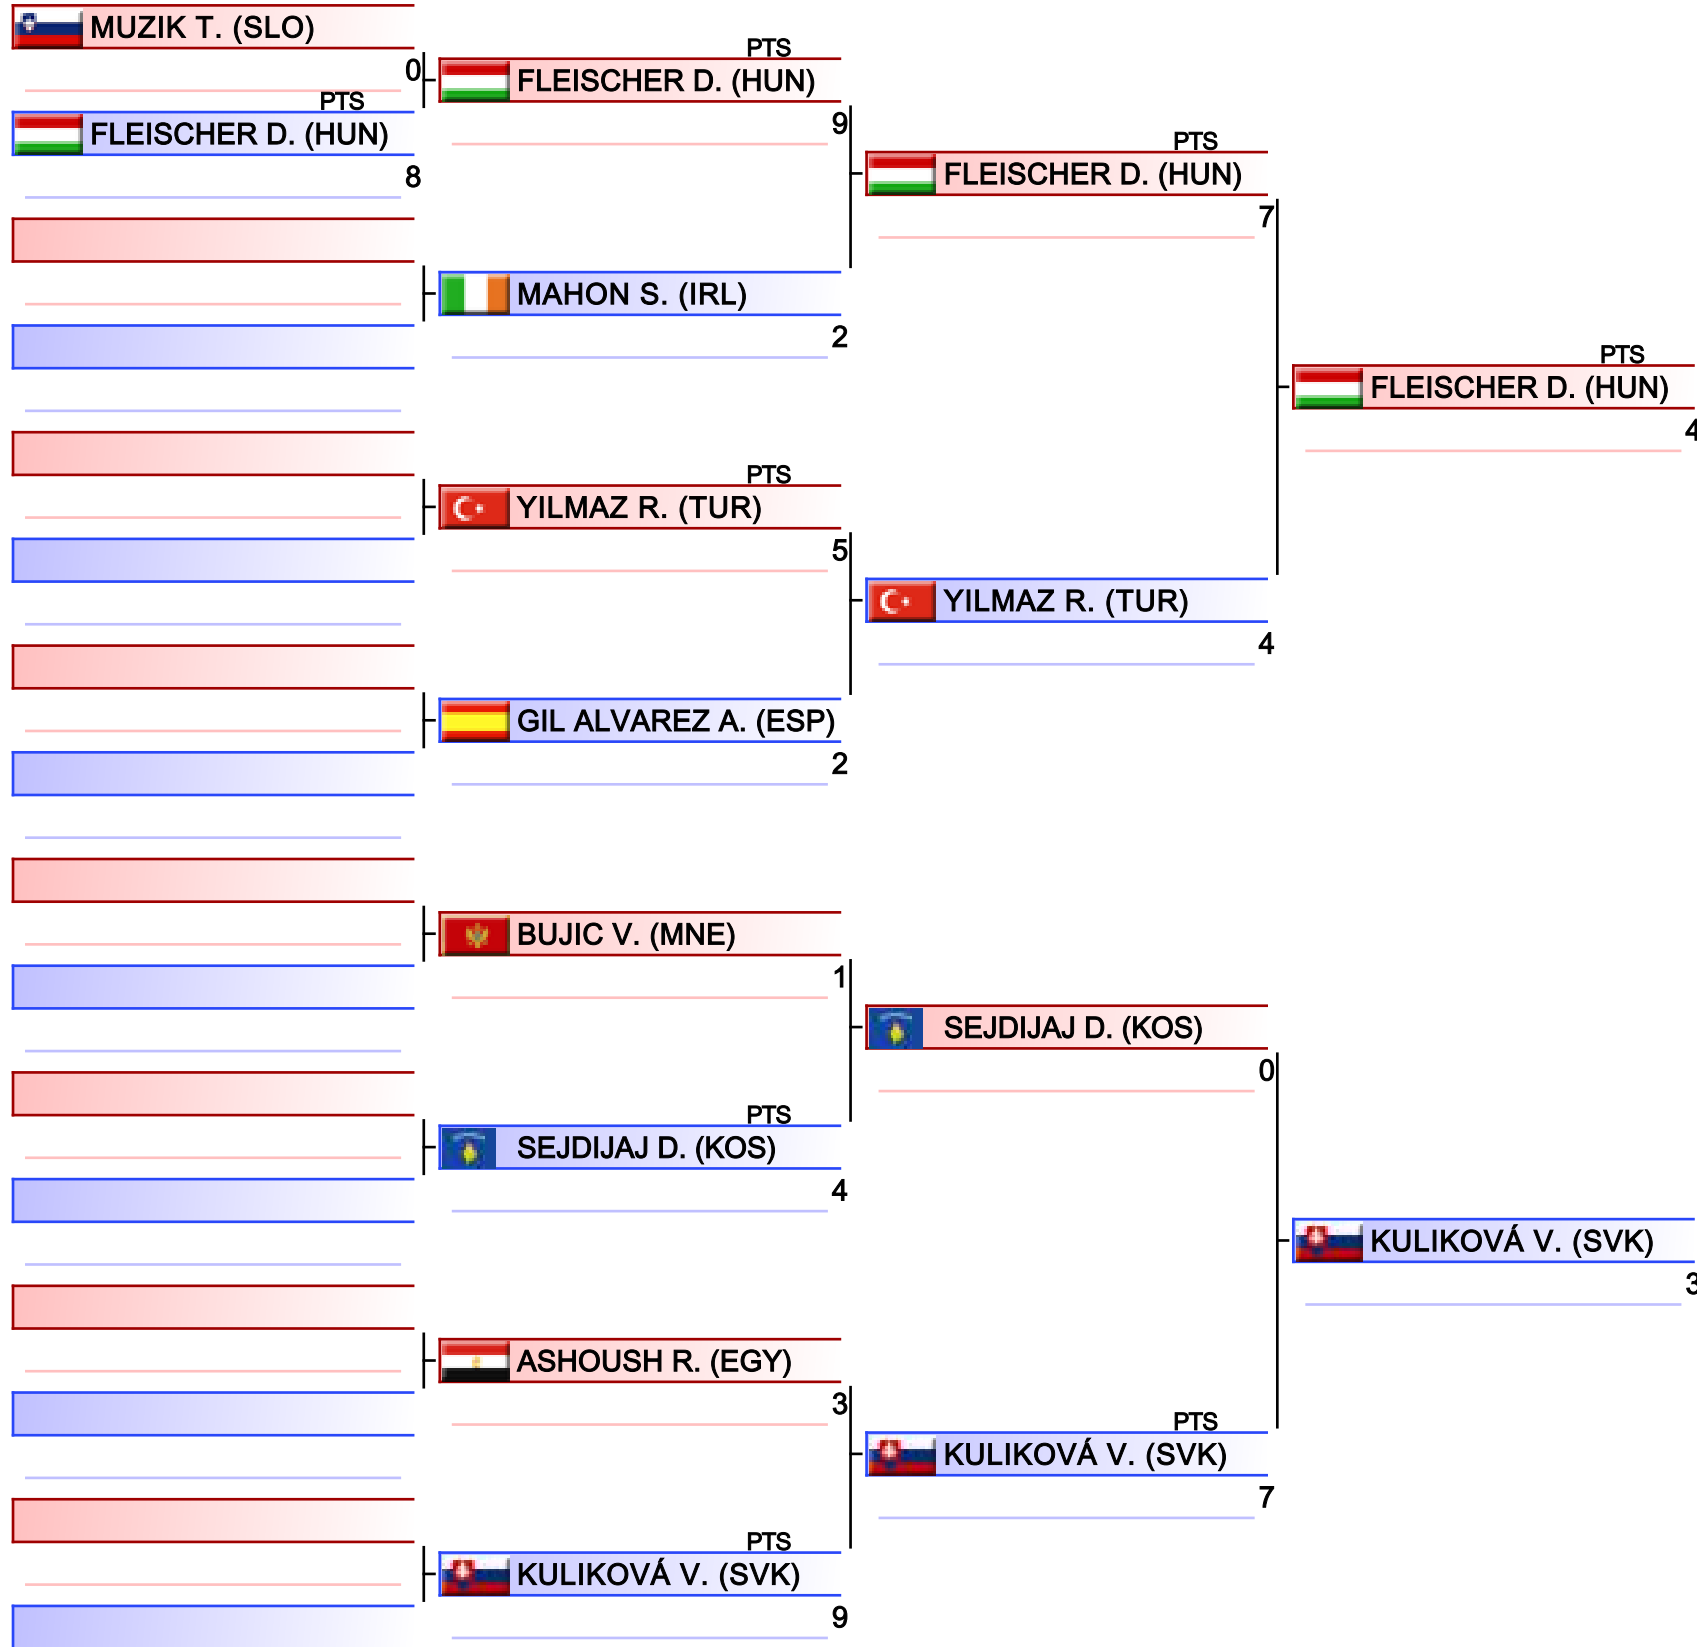 MUZIK T. (SLO)
0
PTS
FLEISCHER D. (HUN)
8
PTS
FLEISCHER D. (HUN)
9
MAHON S. (IRL)
2
PTS
YILMAZ R. (TUR)
5
GIL ALVAREZ A. (ESP)
2
BUJIC V. (MNE)
1
PTS
SEJDIJAJ D. (KOS)
4
ASHOUSH R. (EGY)
3
PTS
KULIKOVÁ V. (SVK)
9
PTS
FLEISCHER D. (HUN)
7
YILMAZ R. (TUR)
4
SEJDIJAJ D. (KOS)
0
PTS
KULIKOVÁ V. (SVK)
7
PTS
FLEISCHER D. (HUN)
4
KULIKOVÁ V. (SVK)
3